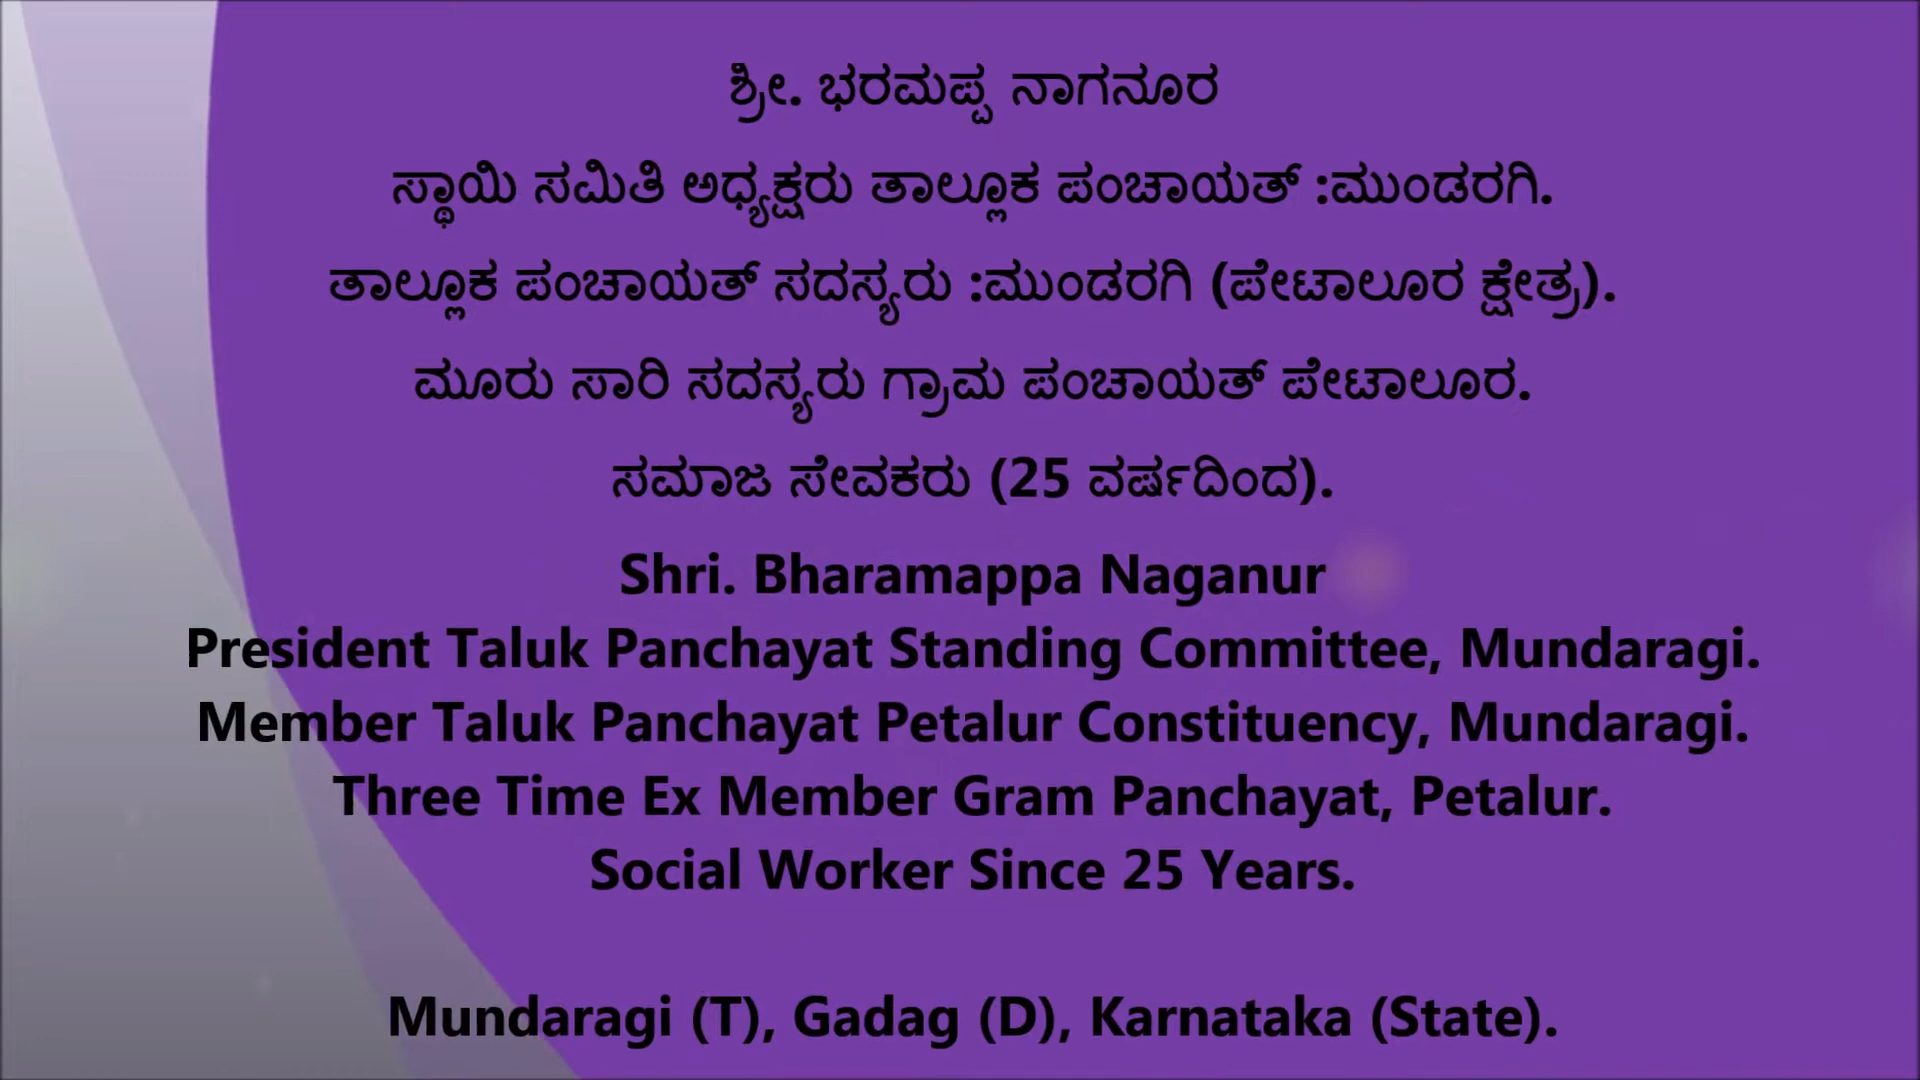 ಶ್ರೀ. ಭರಮಪ್ಪ ನಾಗನೂರ
ಸ್ಥಾಯಿ ಸಮಿತಿ ಅಧ್ಯಕ್ಷರು ತಾಲ್ಲೂಕ ಪಂಚಾಯತ್ :ಮುಂಡರಗಿ.
ತಾಲ್ಲೂಕ ಪಂಚಾಯತ್ ಸದಸ್ಯರು :ಮುಂಡರಗಿ (ಪೇಟಾಲೂರ ಕ್ಷೇತ್ರ).
ಮೂರು ಸಾರಿ ಸದಸ್ಯರು ಗ್ರಾಮ ಪಂಚಾಯತ್ ಪೇಟಾಲೂರ.
ಸಮಾಜ ಸೇವಕರು (25 ವರ್ಷದಿಂದ).
Shri. Bharamappa Naganur
President Taluk Panchayat Standing Committee, Mundaragi.
Member Taluk Panchayat Petalur Constituency, Mundaragi.
Three Time Ex Member Gram Panchayat, Petalur.
Social Worker Since 25 Years.
Mundaragi (T), Gadag (D), Karnataka (State).